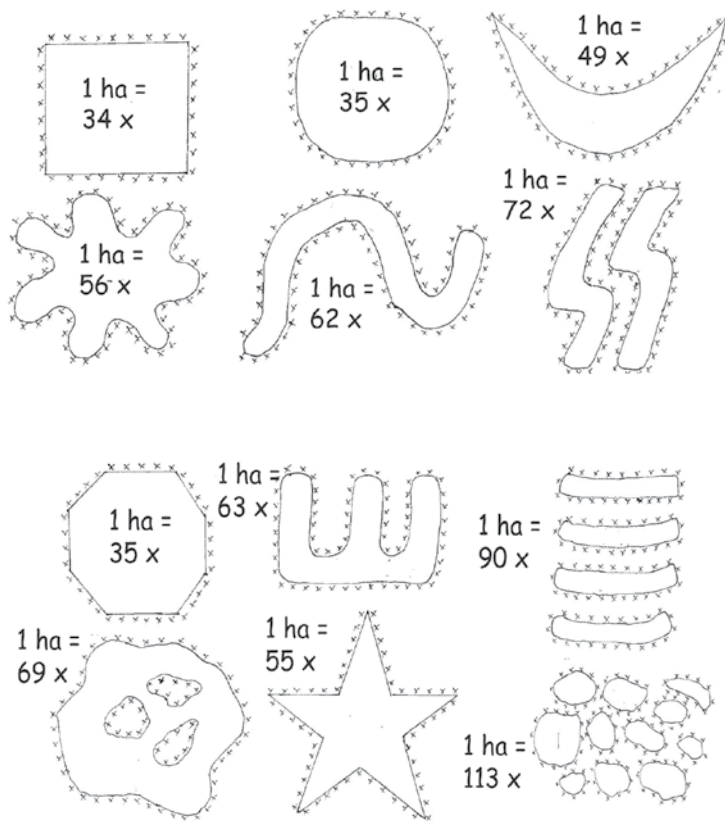 1 ha =
34 x
1 ha =
35 x
1 ha =
49 x
1 ha =
56 x
1 ha =
62 x
1 ha =
72 x
1 ha =
35 x
1 ha =
63 x
1 ha =
90 x
1 ha =
69 x
1 ha =
55 x
1 ha =
113 x